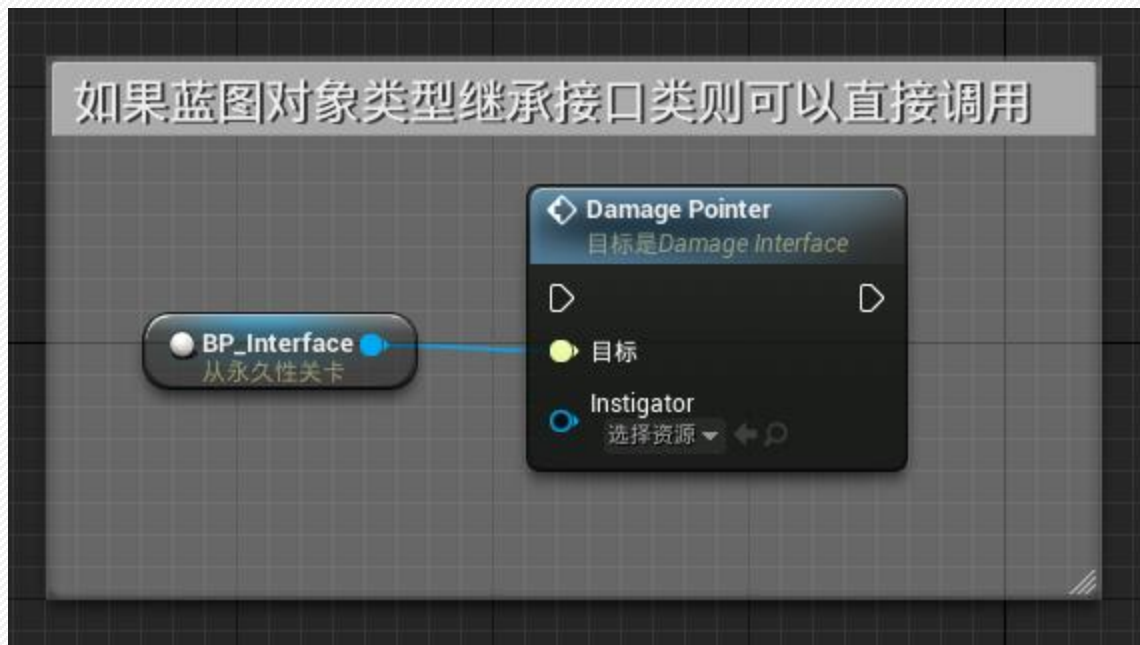 如果蓝图对象类型继承接口类则可以直接调用
Damage Pointer
目标是Damage Interface
BP_Interface
从永久性关卡
目标
Instigator
选择资源